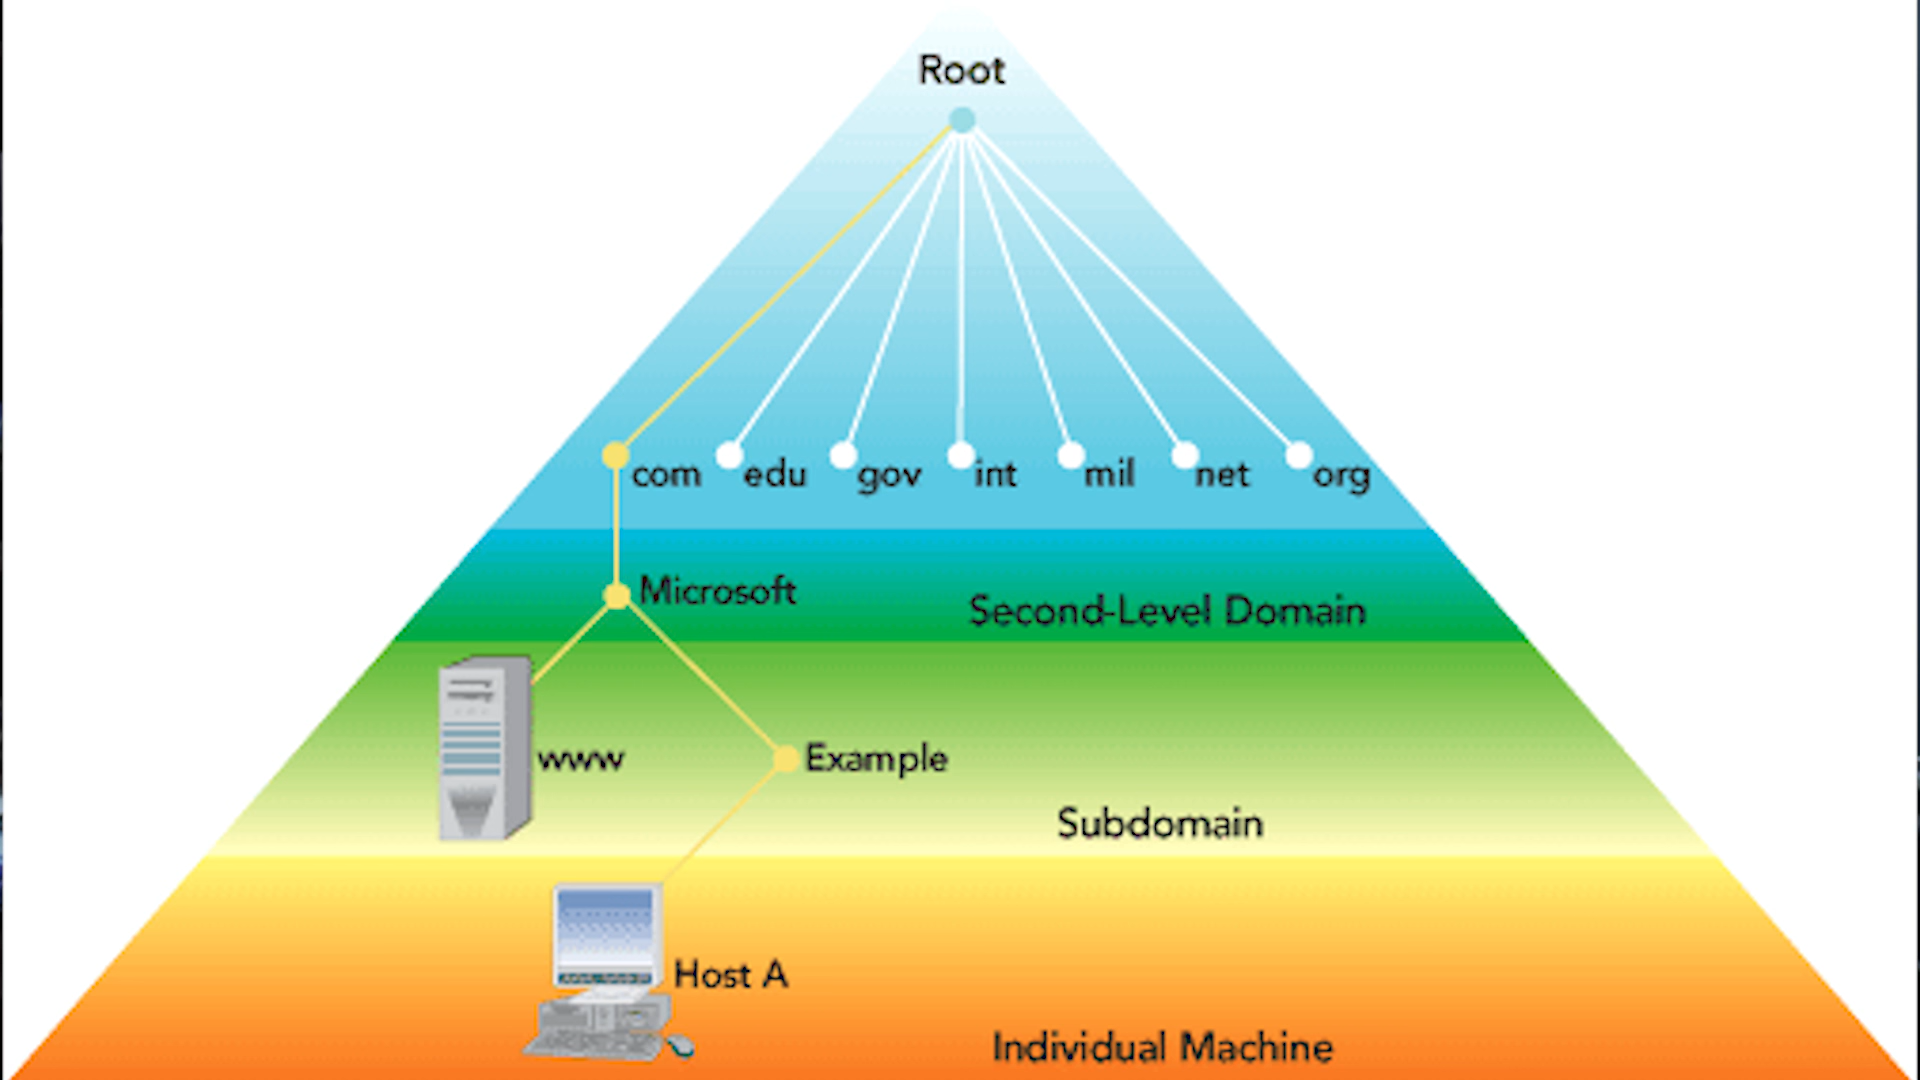 Root
com edu gov int mil net org
Microsoft
Second-Level Domain
www
Example
Subdomain
Host A
Individual Machine